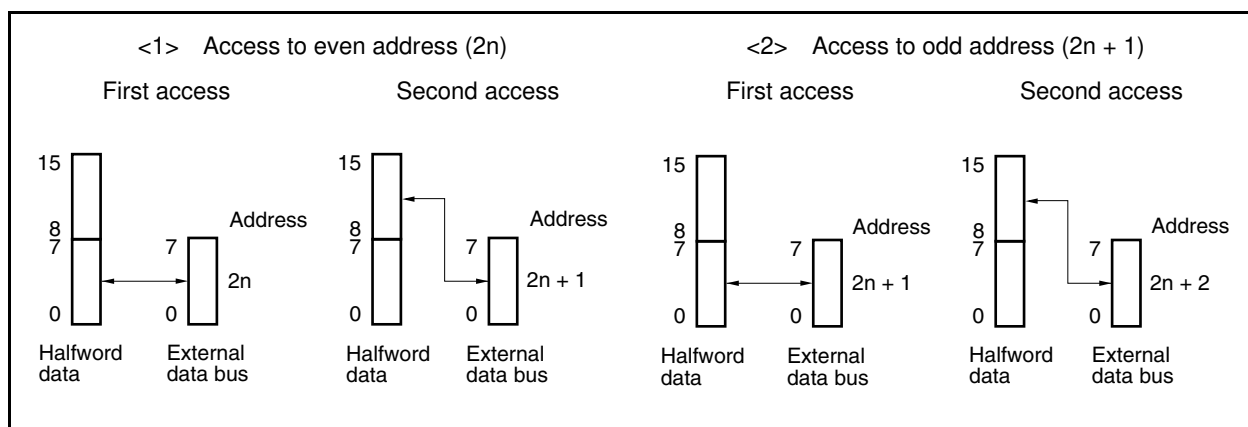 <1> Access to even address (2n)
First access
15
8
7
0
Halfword
data
7
0
External
data bus
Address
2n
Second access
15
8
7
0
Halfword
data
7
0
External
data bus
Address
2n + 1
<2> Access to odd address (2n + 1)
First access
15
8
7
0
Halfword
data
7
0
External
data bus
Address
2n + 1
Second access
15
8
7
0
Halfword
data
7
0
External
data bus
Address
2n + 2